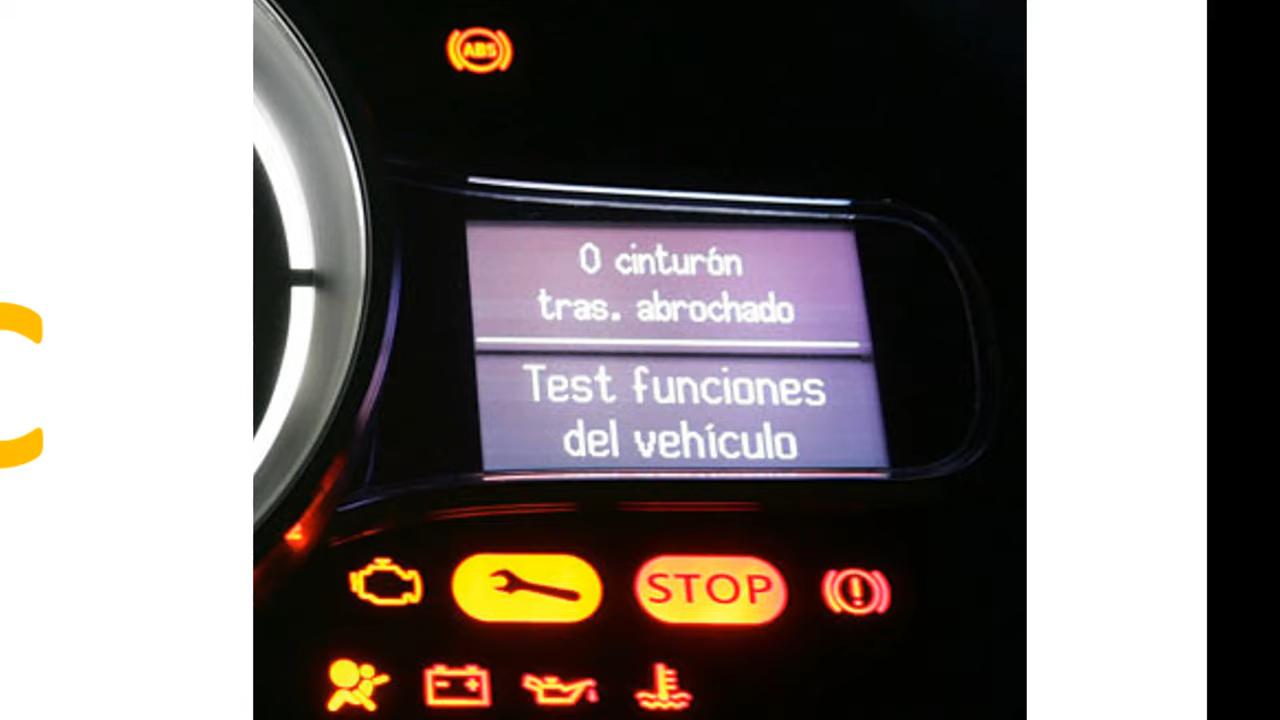 ABS
0 cinturón
tras. abrochado
Test funciones
del vehículo
STOP